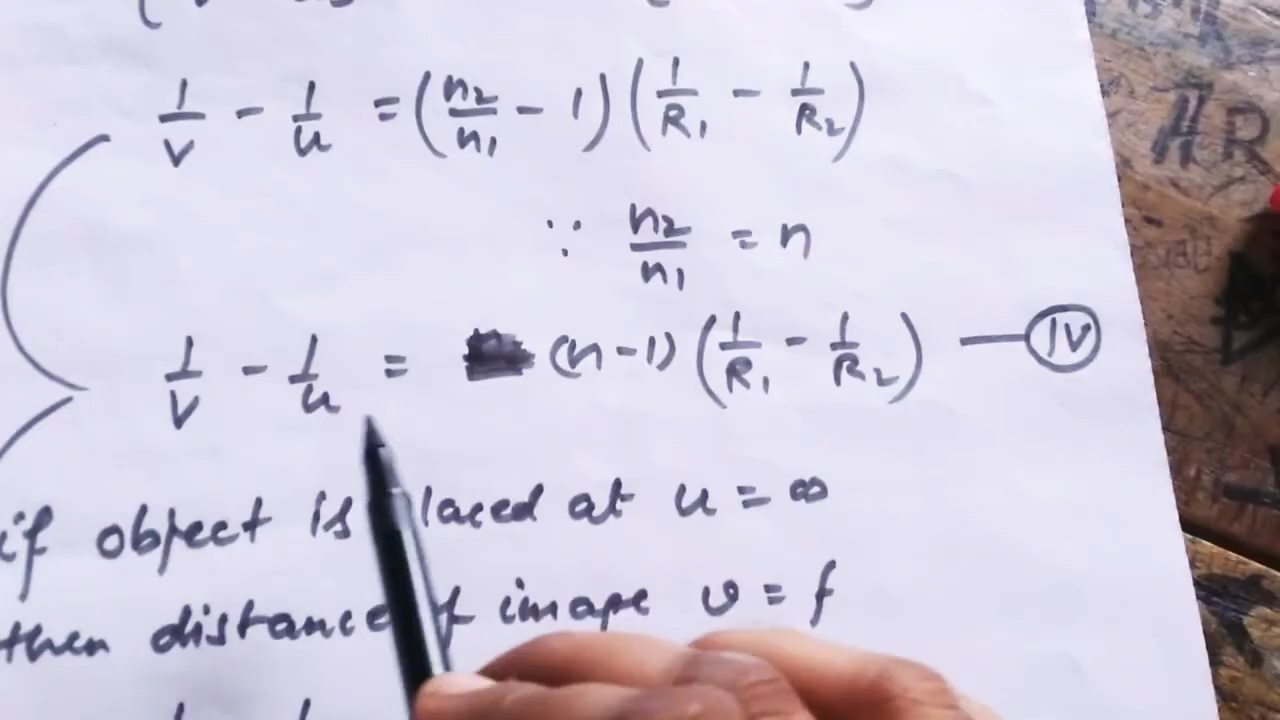 1/v - 1/u = (n2/n1 - 1) (1/R1 - 1/R2)
∵ n2/n1 = n
1/v - 1/u = (n-1) (1/R1 - 1/R2) — IV
if object is placed at u = ∞
then distance of image v = f